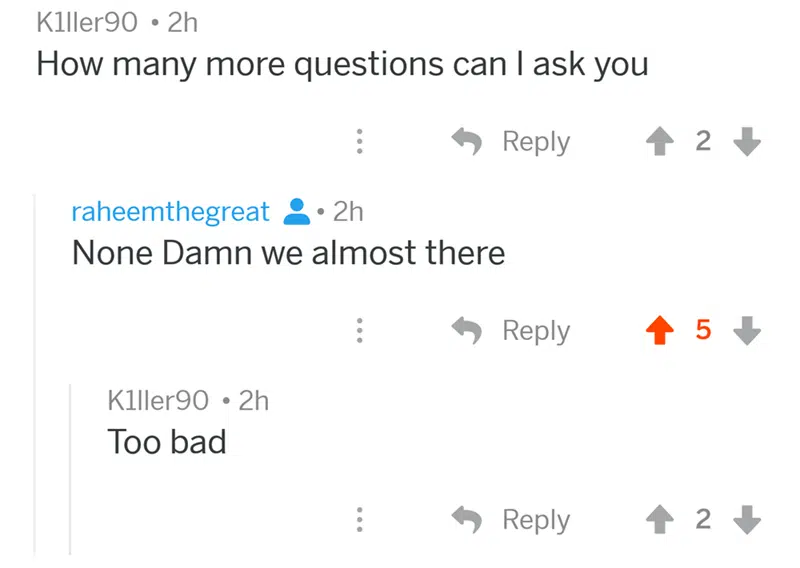 K1ller90 • 2h
How many more questions can I ask you
Reply 2
raheemthegreat • 2h
None Damn we almost there
Reply 5
K1ller90 • 2h
Too bad
Reply 2